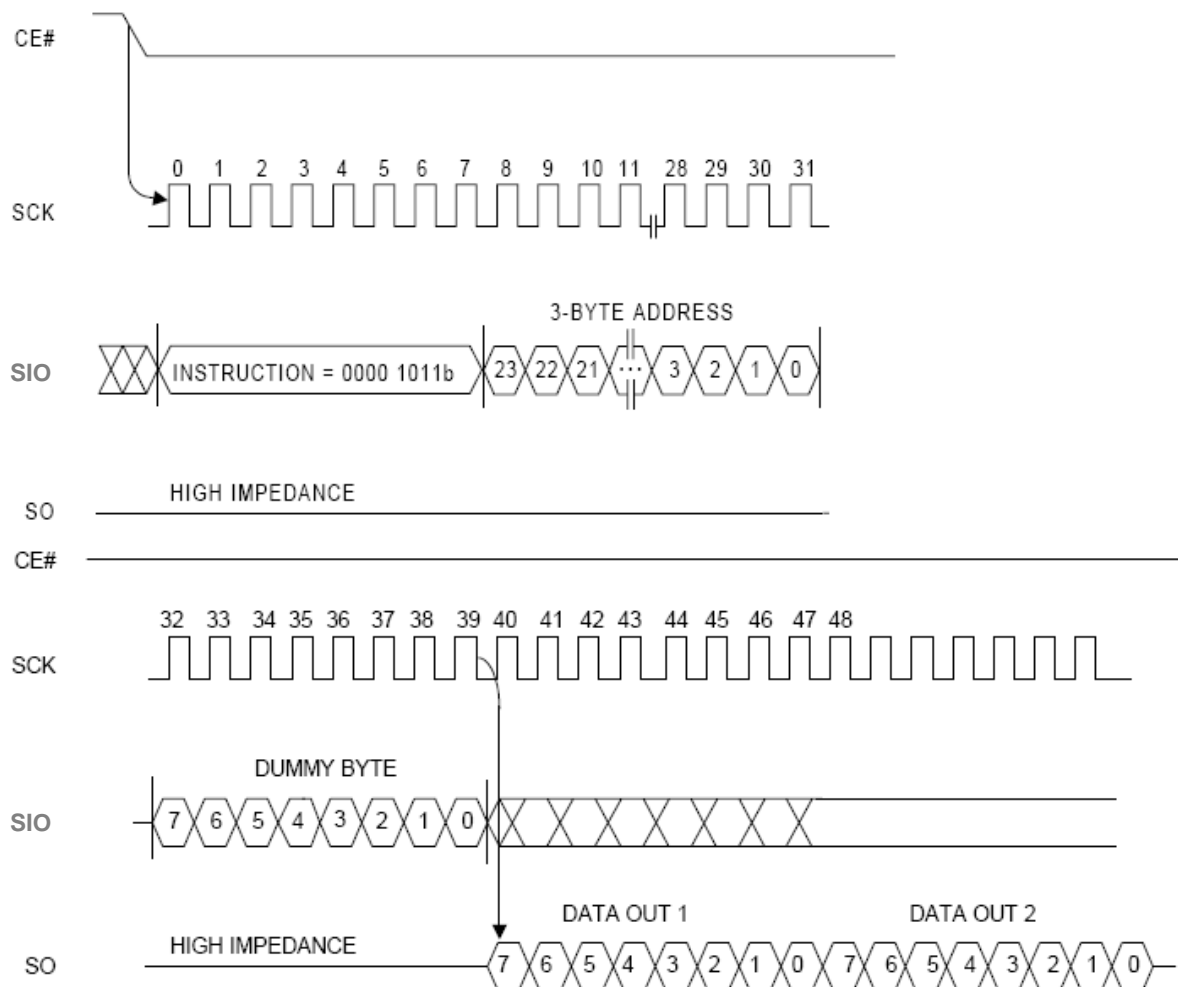 CE#
0 1 2 3 4 5 6 7 8 9 10 11 28 29 30 31
SCK
3-BYTE ADDRESS
SIO INSTRUCTION = 0000 1011b 23 22 21 ... 3 2 1 0
HIGH IMPEDANCE
SO
CE#
32 33 34 35 36 37 38 39 40 41 42 43 44 45 46 47 48
SCK
DUMMY BYTE
SIO 7 6 5 4 3 2 1 0
DATA OUT 1 DATA OUT 2
HIGH IMPEDANCE
SO 7 6 5 4 3 2 1 0 7 6 5 4 3 2 1 0